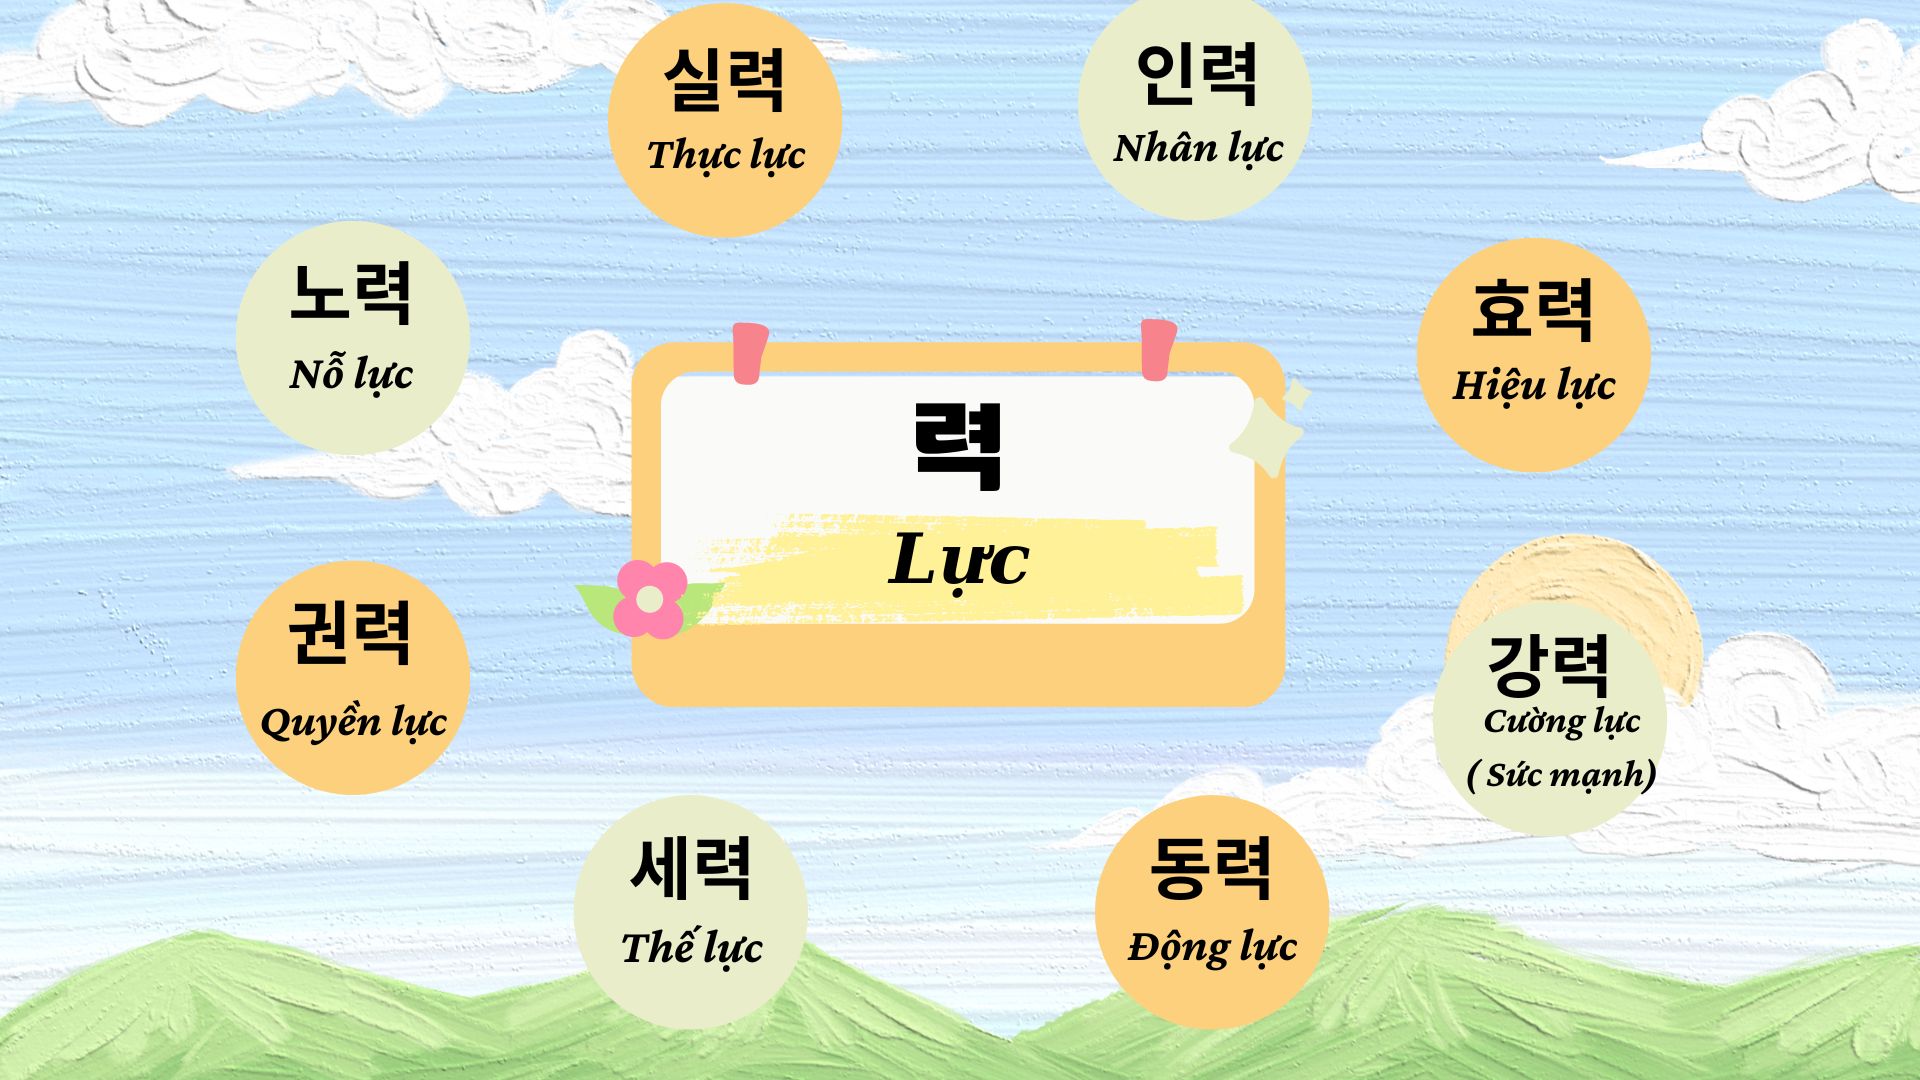 실력
Thực lực
인력
Nhân lực
노력
Nỗ lực
효력
Hiệu lực
력
Lực
권력
Quyền lực
강력
Cường lực
( Sức mạnh)
세력
Thế lực
동력
Động lực